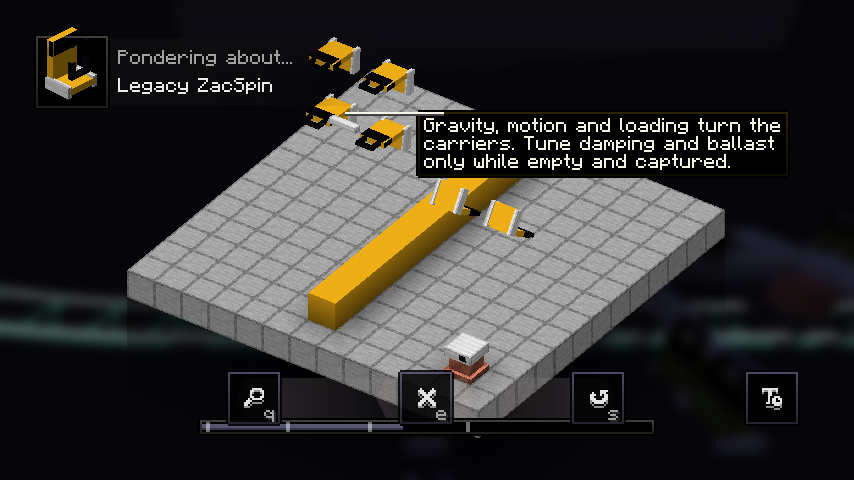 Pondering about...
Legacy ZacSpin
Gravity, motion and loading turn the
carriers. Tune damping and ballast
only while empty and captured.
q
e
s